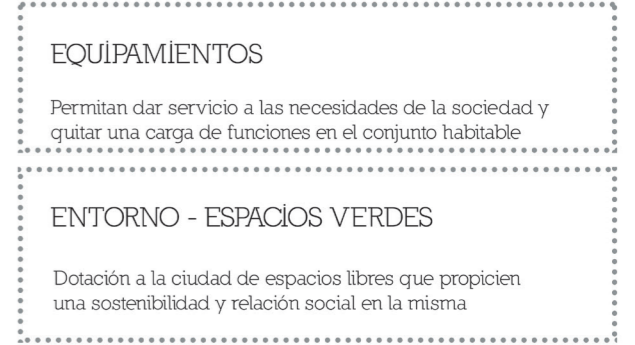 EQUIPAMIENTOS
Permitan dar servicio a las necesidades de la sociedad y
quitar una carga de funciones en el conjunto habitable
ENTORNO - ESPACIOS VERDES
Dotación a la ciudad de espacios libres que propicien
una sostenibilidad y relación social en la misma